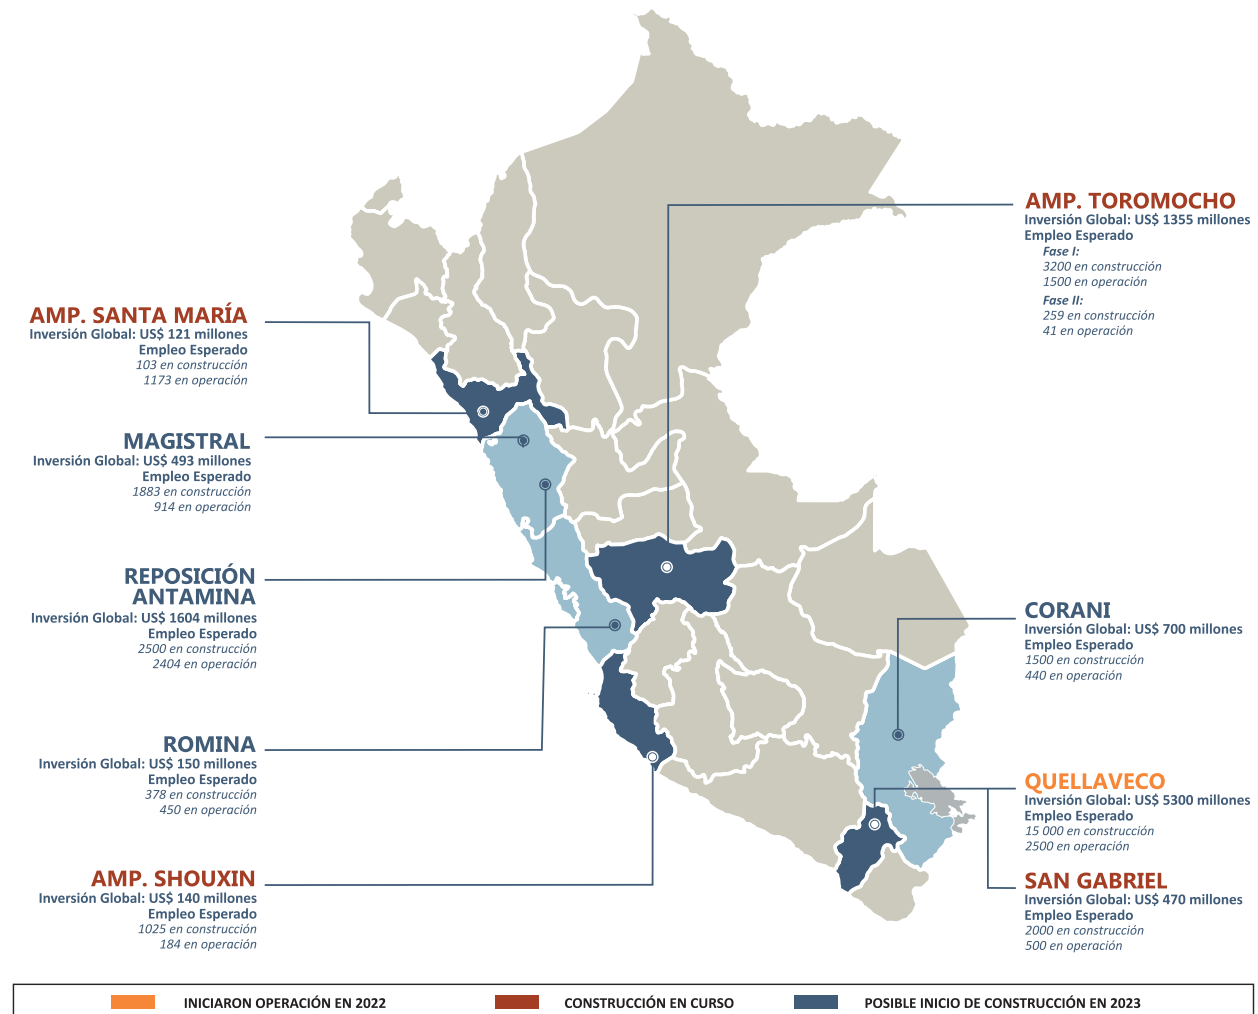 AMP. TOROMOCHO
Inversión Global: US$ 1355 millones
Empleo Esperado
Fase I:
3200 en construcción
1500 en operación
Fase II:
259 en construcción
41 en operación
AMP. SANTA MARÍA
Inversión Global: US$ 121 millones
Empleo Esperado
103 en construcción
1173 en operación
MAGISTRAL
Inversión Global: US$ 493 millones
Empleo Esperado
1883 en construcción
914 en operación
REPOSICIÓN
ANTAMINA
Inversión Global: US$ 1604 millones
Empleo Esperado
2500 en construcción
2404 en operación
CORANI
Inversión Global: US$ 700 millones
Empleo Esperado
1500 en construcción
440 en operación
ROMINA
Inversión Global: US$ 150 millones
Empleo Esperado
378 en construcción
450 en operación
QUELLAVECO
Inversión Global: US$ 5300 millones
Empleo Esperado
15 000 en construcción
2500 en operación
AMP. SHOUXIN
Inversión Global: US$ 140 millones
Empleo Esperado
1025 en construcción
184 en operación
SAN GABRIEL
Inversión Global: US$ 470 millones
Empleo Esperado
2000 en construcción
500 en operación
INICIARON OPERACIÓN EN 2022
CONSTRUCCIÓN EN CURSO
POSIBLE INICIO DE CONSTRUCCIÓN EN 2023